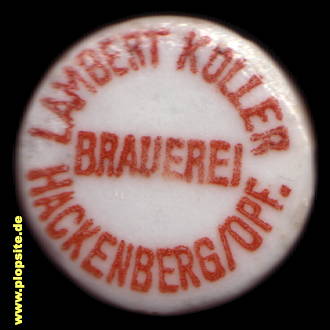 LAMBERT KOLLER
BRAUEREI
HACKENBERG/OPF.
www.plopsite.de